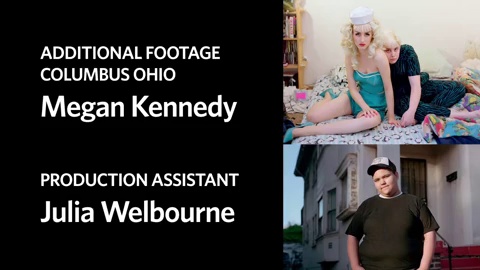 ADDITIONAL FOOTAGE
COLUMBUS OHIO
Megan Kennedy
PRODUCTION ASSISTANT
Julia Welbourne